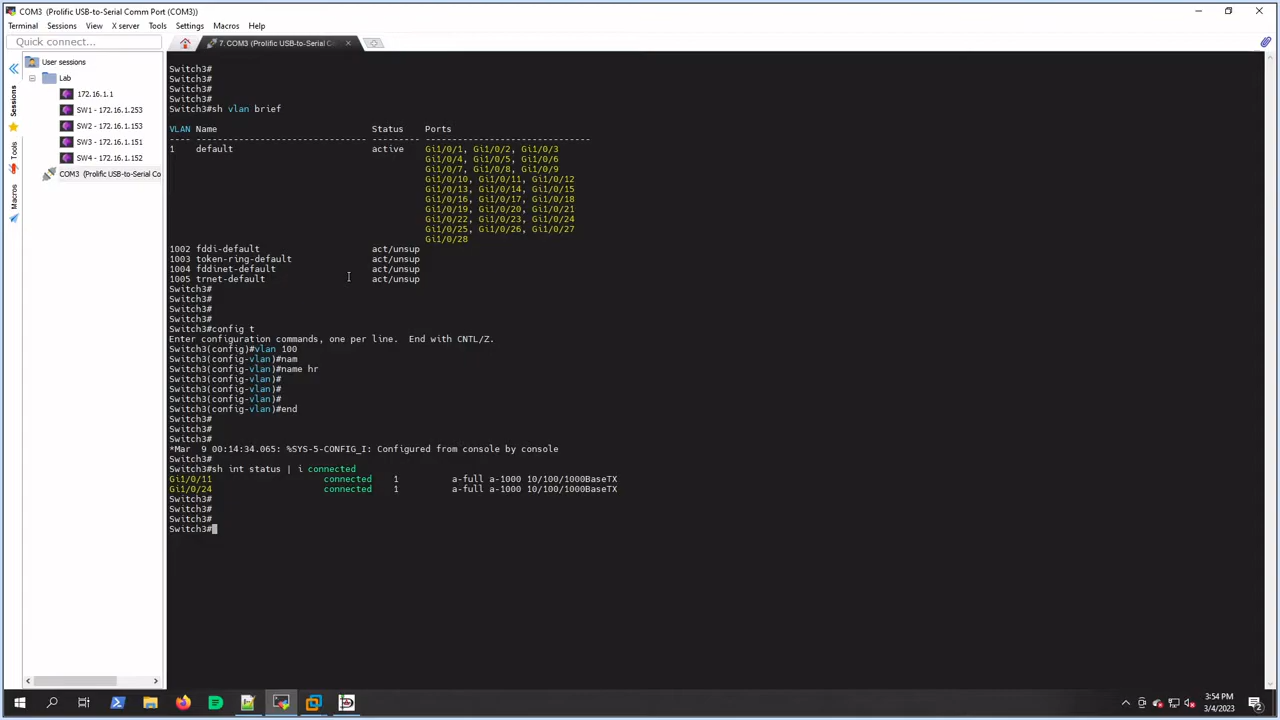 COM3 (Prolific USB-to-Serial Comm Port (COM3))
Terminal Sessions View X server Tools Settings Macros Help
Quick connect...
7. COM3 (Prolific USB-to-Serial C
User sessions
Lab
172.16.1.1
SW1 - 172.16.1.253
SW2 - 172.16.1.153
SW3 - 172.16.1.151
SW4 - 172.16.1.152
COM3 (Prolific USB-to-Serial Co
Sessions
Tools
Macros
Switch3#
Switch3#
Switch3#
Switch3#
Switch3#sh vlan brief
VLAN Name Status Ports
---- -------------------------------- --------- -------------------------------
1 default active Gi1/0/1, Gi1/0/2, Gi1/0/3
Gi1/0/4, Gi1/0/5, Gi1/0/6
Gi1/0/7, Gi1/0/8, Gi1/0/9
Gi1/0/10, Gi1/0/11, Gi1/0/12
Gi1/0/13, Gi1/0/14, Gi1/0/15
Gi1/0/16, Gi1/0/17, Gi1/0/18
Gi1/0/19, Gi1/0/20, Gi1/0/21
Gi1/0/22, Gi1/0/23, Gi1/0/24
Gi1/0/25, Gi1/0/26, Gi1/0/27
Gi1/0/28
1002 fddi-default act/unsup
1003 token-ring-default act/unsup
1004 fddinet-default act/unsup
1005 trnet-default act/unsup
Switch3#
Switch3#
Switch3#
Switch3#
Switch3#config t
Enter configuration commands, one per line. End with CNTL/Z.
Switch3(config)#vlan 100
Switch3(config-vlan)#nam
Switch3(config-vlan)#name hr
Switch3(config-vlan)#
Switch3(config-vlan)#
Switch3(config-vlan)#
Switch3(config-vlan)#end
Switch3#
Switch3#
Switch3#
*Mar 9 00:14:34.065: %SYS-5-CONFIG_I: Configured from console by console
Switch3#
Switch3#sh int status | i connected
Gi1/0/11 connected 1 a-full a-1000 10/100/1000BaseTX
Gi1/0/24 connected 1 a-full a-1000 10/100/1000BaseTX
Switch3#
Switch3#
Switch3#
Switch3#
3:54 PM
3/4/2023
2